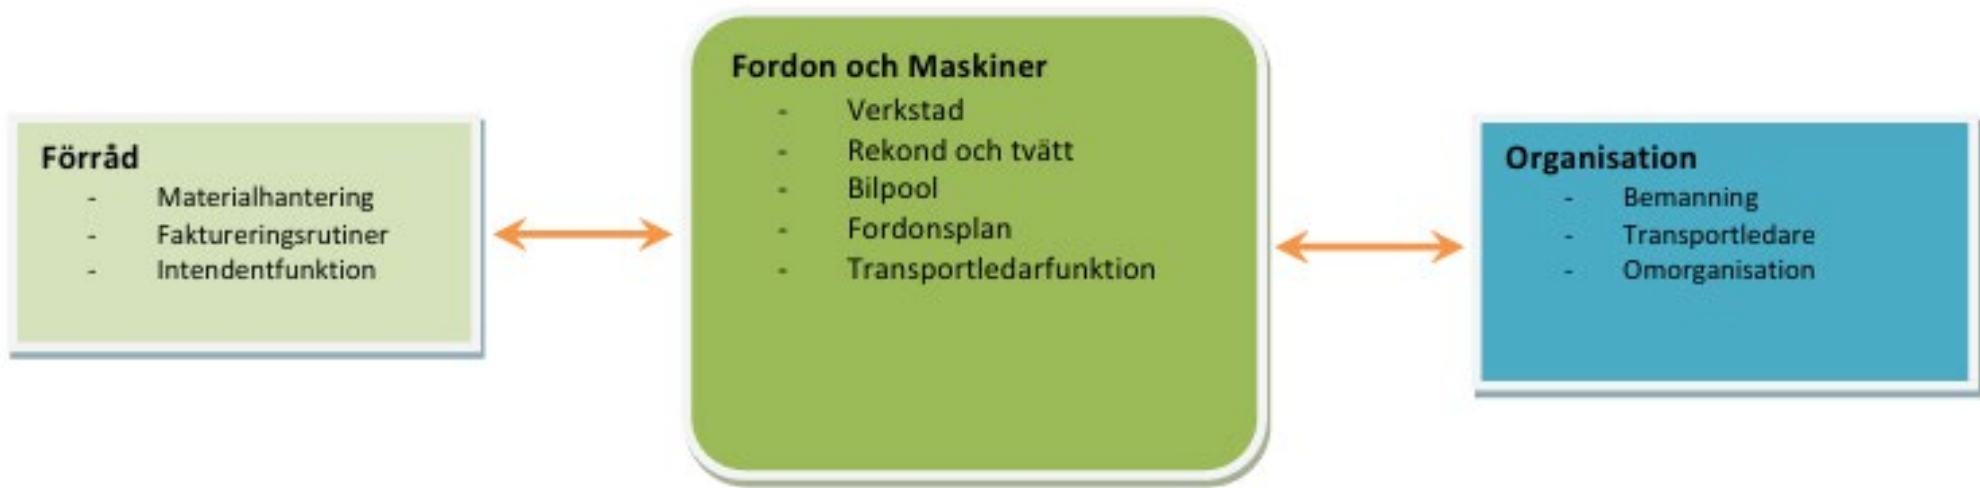 Förråd
- Materialhantering
- Faktureringsrutiner
- Intendentfunktion
Fordon och Maskiner
- Verkstad
- Rekond och tvätt
- Bilpool
- Fordonsplan
- Transportledarfunktion
Organisation
- Bemanning
- Transportledare
- Omorganisation